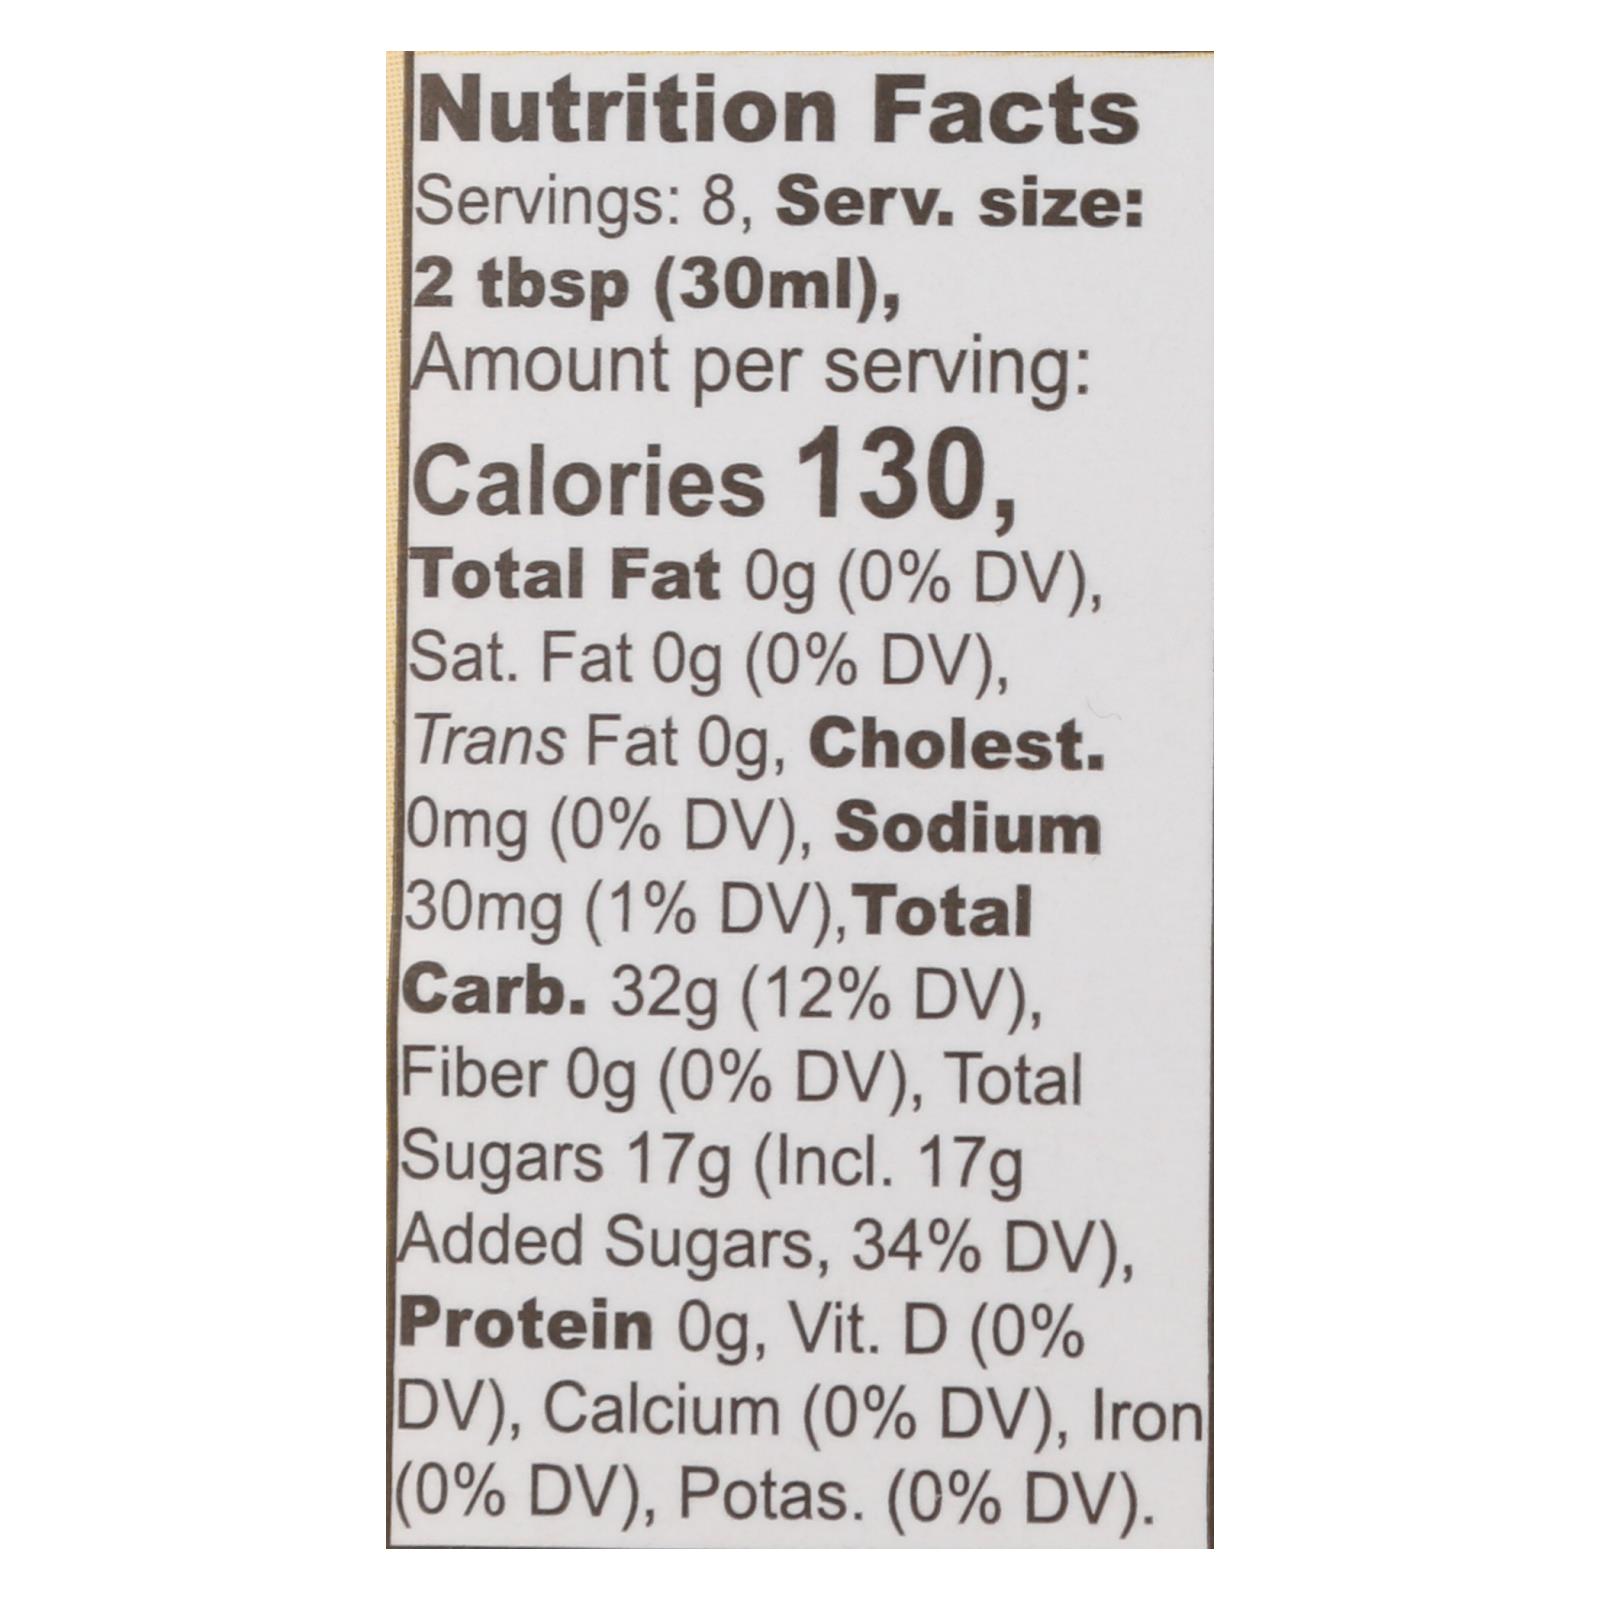 Nutrition Facts
Servings: 8, Serv. size:
2 tbsp (30ml),
Amount per serving:
Calories 130,
Total Fat 0g (0% DV),
Sat. Fat 0g (0% DV),
Trans Fat 0g, Cholest.
0mg (0% DV), Sodium
30mg (1% DV),Total
Carb. 32g (12% DV),
Fiber 0g (0% DV), Total
Sugars 17g (Incl. 17g
Added Sugars, 34% DV),
Protein 0g, Vit. D (0%
DV), Calcium (0% DV), Iron
(0% DV), Potas. (0% DV).